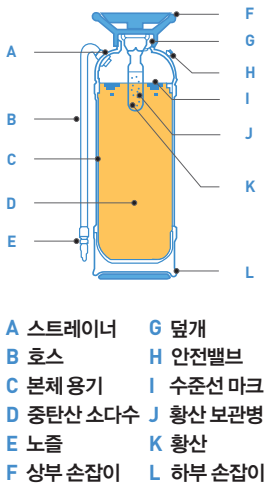 F
G
A
H
B
I
J
C
K
D
E
L
A 스트레이너 G 덮개
B 호스 H 안전밸브
C 본체 용기 I 수준선 마크
D 중탄산 소다수 J 황산 보관병
E 노즐 K 황산
F 상부 손잡이 L 하부 손잡이